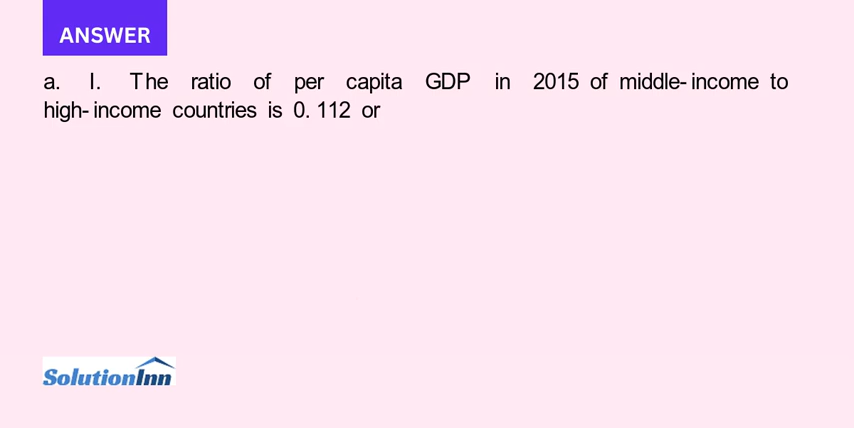 ANSWER
a. I. The ratio of per capita GDP in 2015 of middle- income to
high- income countries is 0. 112 or
SolutionInn